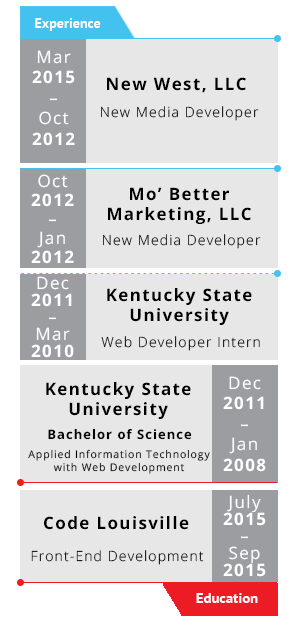 Experience
Mar
2015
–
Oct
2012
New West, LLC
New Media Developer
Oct
2012
–
Jan
2012
Mo’ Better
Marketing, LLC
New Media Developer
Dec
2011
–
Mar
2010
Kentucky State
University
Web Developer Intern
Kentucky State
University
Bachelor of Science
Applied Information Technology
with Web Development
Dec
2011
–
Jan
2008
Code Louisville
Front-End Development
July
2015
–
Sep
2015
Education